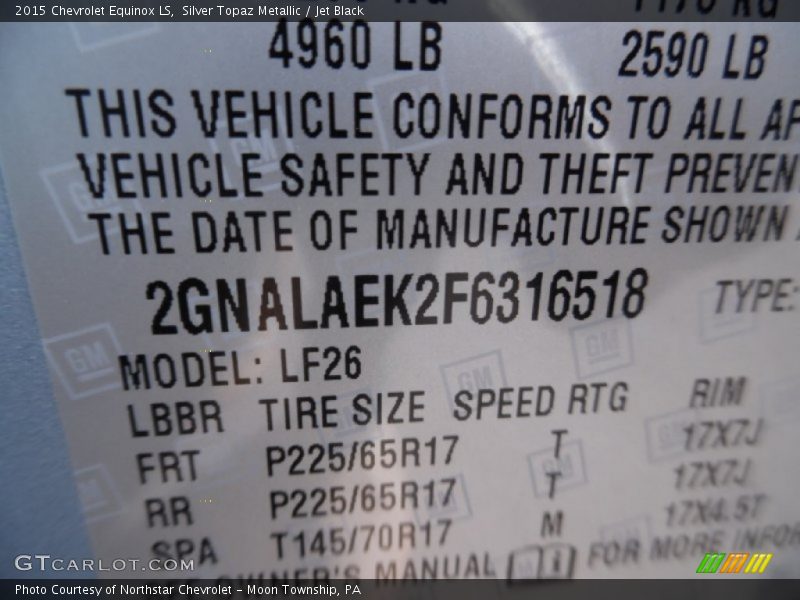 2015 Chevrolet Equinox LS, Silver Topaz Metallic / Jet Black
4960 LB 2590 LB
THIS VEHICLE CONFORMS TO ALL AP
VEHICLE SAFETY AND THEFT PREVEN
THE DATE OF MANUFACTURE SHOWN
2GNALAEK2F6316518 TYPE:
MODEL: LF26
LBBR TIRE SIZE SPEED RTG RIM
FRT P225/65R17 T 17X7J
RR P225/65R17 T 17X7J
SPA T145/70R17 M 17X4.5T
OWNER'S MANUAL FOR MORE INFOR
GTCARLOT.COM
Photo Courtesy of Northstar Chevrolet – Moon Township, PA